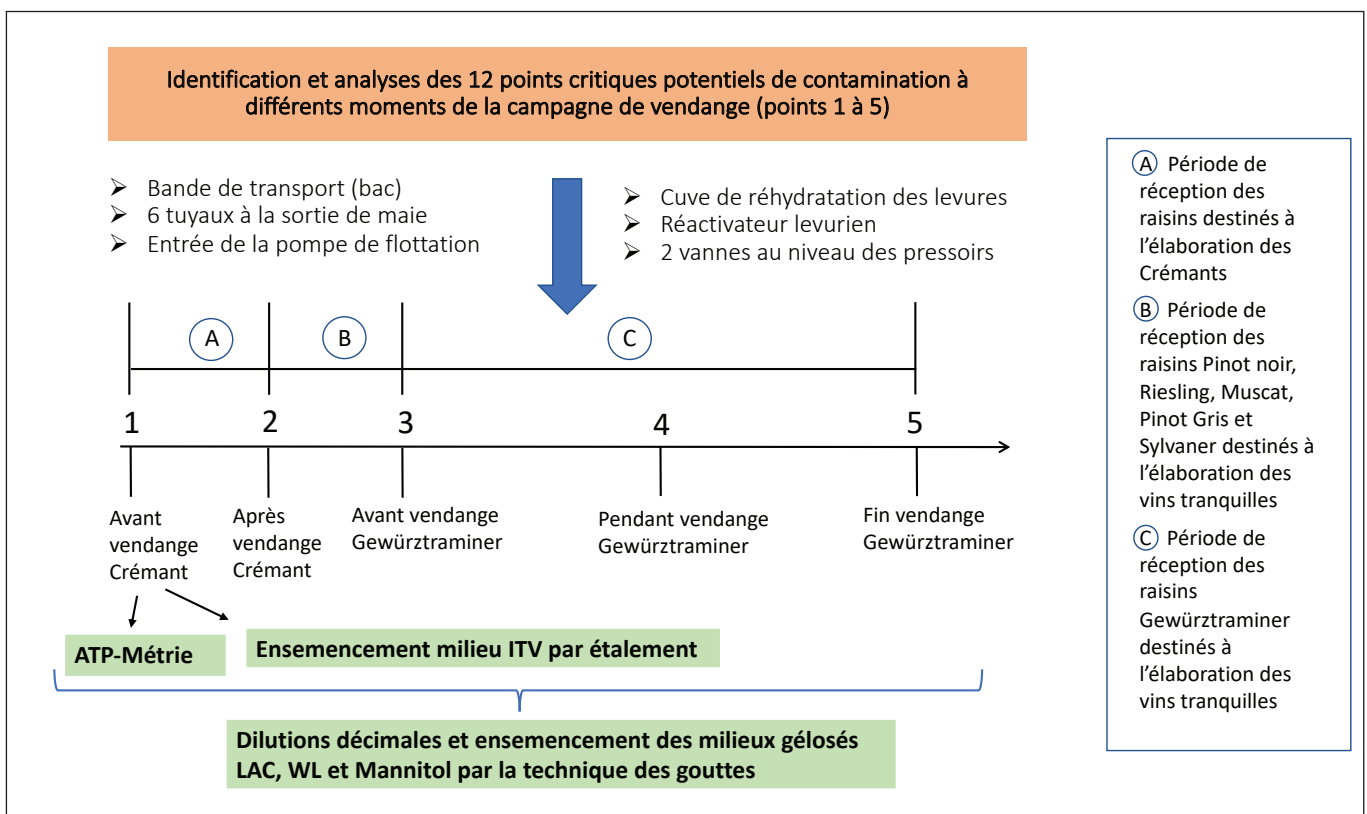 Identification et analyses des 12 points critiques potentiels de contamination à
différents moments de la campagne de vendange (points 1 à 5)
➢ Bande de transport (bac)
➢ 6 tuyaux à la sortie de maie
➢ Entrée de la pompe de flottation
➢ Cuve de réhydratation des levures
➢ Réactivateur levurien
➢ 2 vannes au niveau des pressoirs
A
B
C
1
2
3
4
5
Avant
vendange
Crémant
Après
vendange
Crémant
Avant vendange
Gewürztraminer
Pendant vendange
Gewürztraminer
Fin vendange
Gewürztraminer
ATP-Métrie
Ensemencement milieu ITV par étalement
Dilutions décimales et ensemencement des milieux gélosés
LAC, WL et Mannitol par la technique des gouttes
A Période de
réception des
raisins destinés à
l’élaboration des
Crémants
B Période de
réception des
raisins Pinot noir,
Riesling, Muscat,
Pinot Gris et
Sylvaner destinés à
l’élaboration des
vins tranquilles
C Période de
réception des
raisins
Gewürztraminer
destinés à
l’élaboration des
vins tranquilles